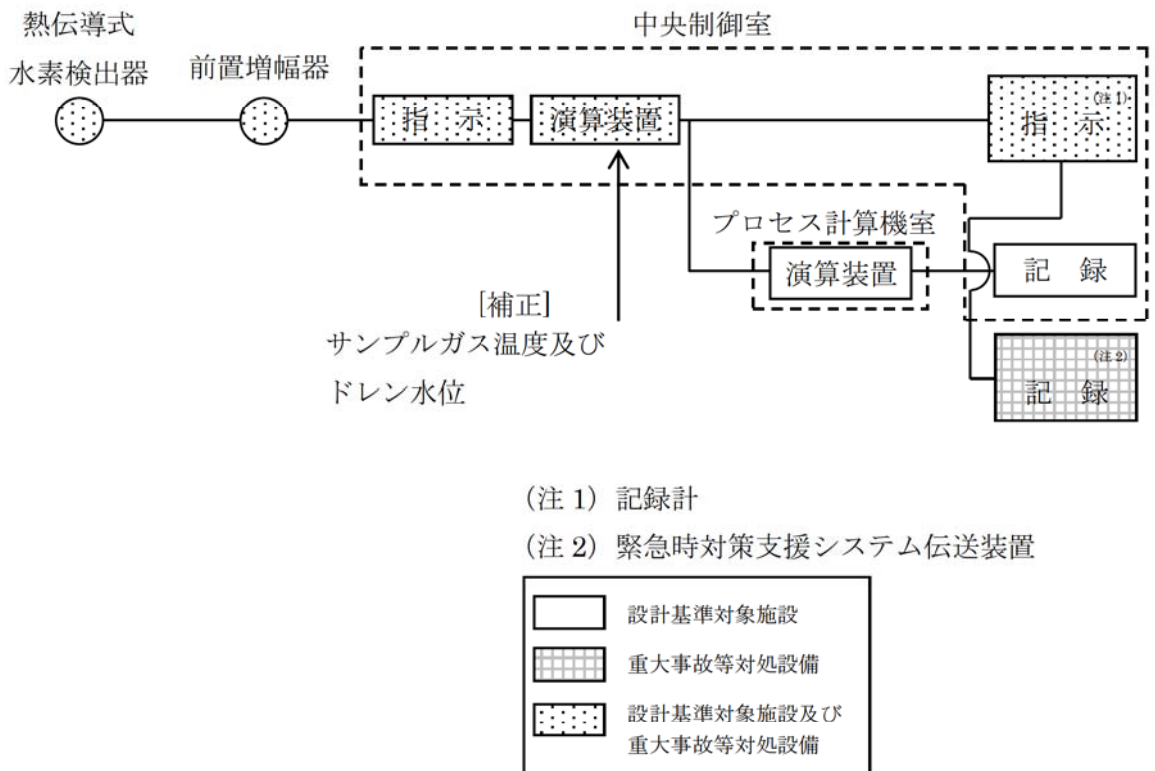 熱伝導式
水素検出器
前置増幅器
中央制御室
指 示
演算装置
(注 1)
指 示
プロセス計算機室
演算装置
記 録
[補正]
サンプルガス温度及び
ドレン水位
(注 2)
記 録
(注 1) 記録計
(注 2) 緊急時対策支援システム伝送装置
設計基準対象施設
重大事故等対処設備
設計基準対象施設及び
重大事故等対処設備